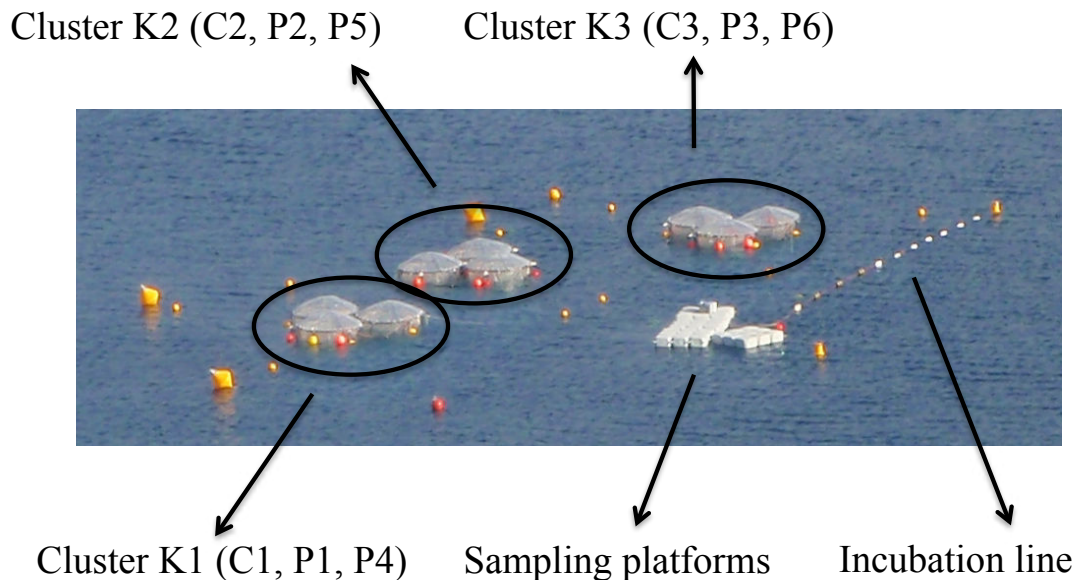 Cluster K2 (C2, P2, P5)
Cluster K3 (C3, P3, P6)
Cluster K1 (C1, P1, P4)
Sampling platforms
Incubation line